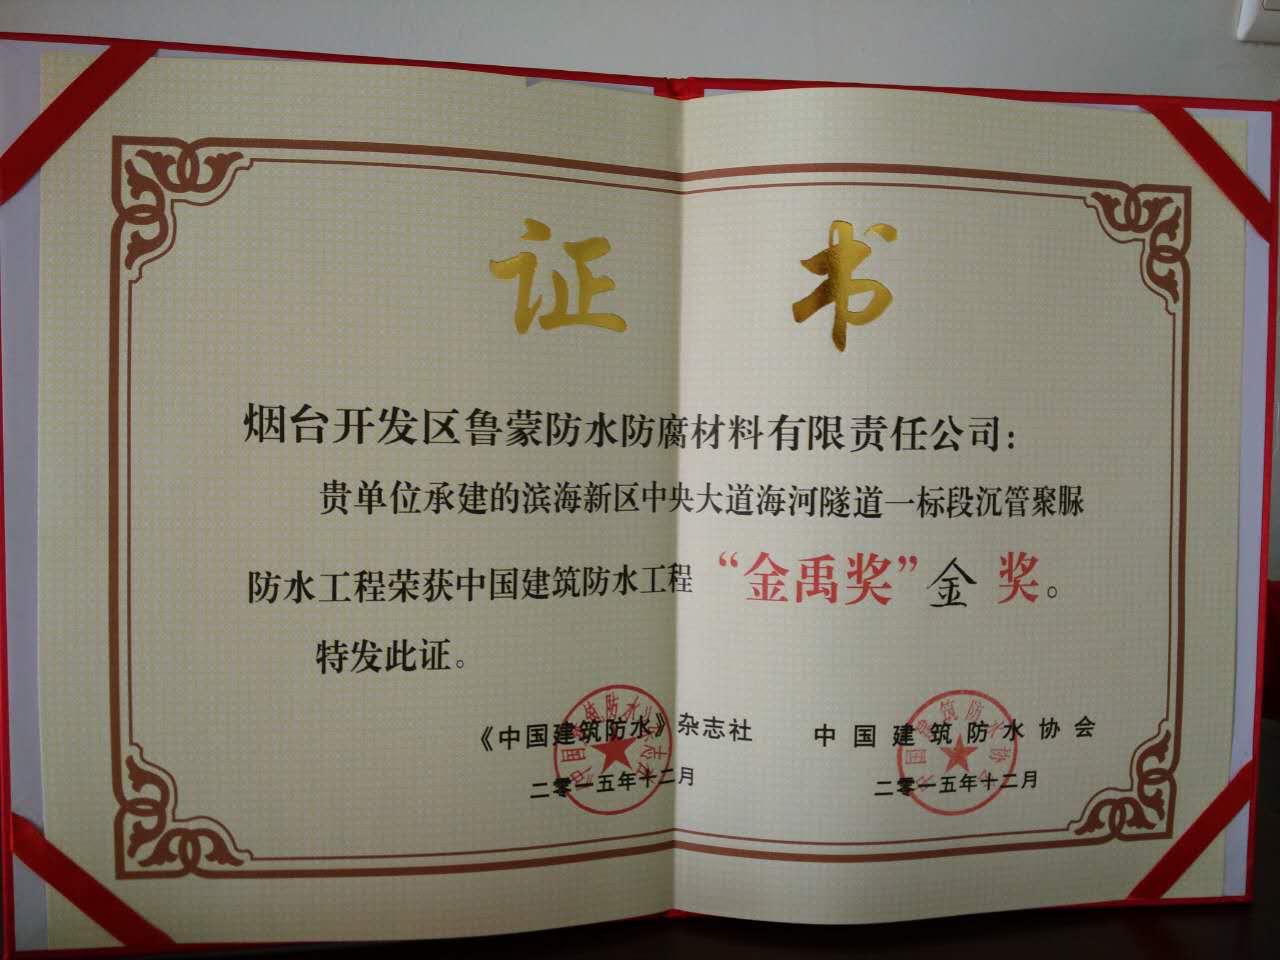 证 书
烟台开发区鲁蒙防水防腐材料有限责任公司：
贵单位承建的滨海新区中央大道海河隧道一标段沉管聚脲
防水工程荣获中国建筑防水工程“金禹奖”金 奖。
特发此证。
《中国建筑防水》杂志社 中国建筑防水协会
二零一五年十二月 二零一五年十二月